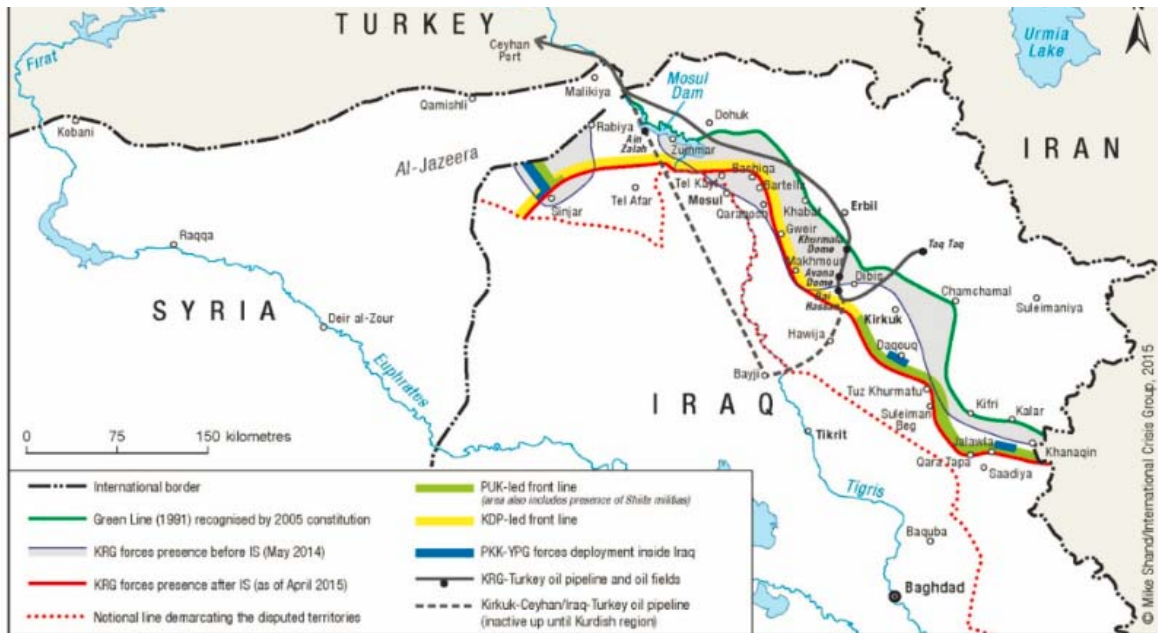 TURKEY
Ceyhan
Port
Urmia
Lake
N
Fırat
Mosul
Dam
Malikiya
Qamishli
Dohuk
Kobani
IRAN
Rabiya
Ain
Zalah
Zummar
Al-Jazeera
Bashiqa
Tel Kayf
Bartella
Sinjar
Tel Afar
Mosul
Qaraqosh
Khabat
Erbil
Gweir
Khurmala
Dome
Taq Taq
Raqqa
Makhmour
Avana
Dome
Dibis
Bai
Hassan
Chamchamal
Suleimaniya
SYRIA
Kirkuk
Deir al-Zour
Hawija
Daqouq
Euphrates
Bayji
IRAQ
Tuz Khurmatu
Kifri
Kalar
Suleiman
Beg
0 75 150 kilometres
Tikrit
Jalawla
Khanaqin
Qara Tapa
Saadiya
Tigris
Baquba
Baghdad
International border
Green Line (1991) recognised by 2005 constitution
KRG forces presence before IS (May 2014)
KRG forces presence after IS (as of April 2015)
Notional line demarcating the disputed territories
PUK-led front line
(area also includes presence of Shiite militias)
KDP-led front line
PKK-YPG forces deployment inside Iraq
KRG-Turkey oil pipeline and oil fields
Kirkuk-Ceyhan/Iraq-Turkey oil pipeline
(inactive up until Kurdish region)
© Mike Shand/International Crisis Group, 2015